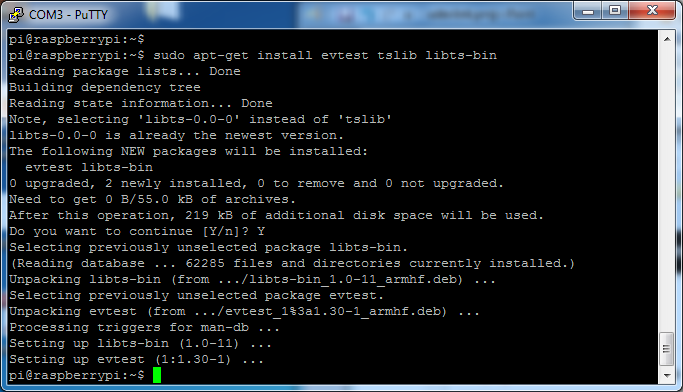 COM3 - PuTTY
pi@raspberrypi:~$
pi@raspberrypi:~$ sudo apt-get install evtest tslib libts-bin
Reading package lists... Done
Building dependency tree
Reading state information... Done
Note, selecting 'libts-0.0-0' instead of 'tslib'
libts-0.0-0 is already the newest version.
The following NEW packages will be installed:
  evtest libts-bin
0 upgraded, 2 newly installed, 0 to remove and 0 not upgraded.
Need to get 0 B/55.0 kB of archives.
After this operation, 219 kB of additional disk space will be used.
Do you want to continue [Y/n]? Y
Selecting previously unselected package libts-bin.
(Reading database ... 62285 files and directories currently installed.)
Unpacking libts-bin (from .../libts-bin_1.0-11_armhf.deb) ...
Selecting previously unselected package evtest.
Unpacking evtest (from .../evtest_1%3a1.30-1_armhf.deb) ...
Processing triggers for man-db ...
Setting up libts-bin (1.0-11) ...
Setting up evtest (1:1.30-1) ...
pi@raspberrypi:~$